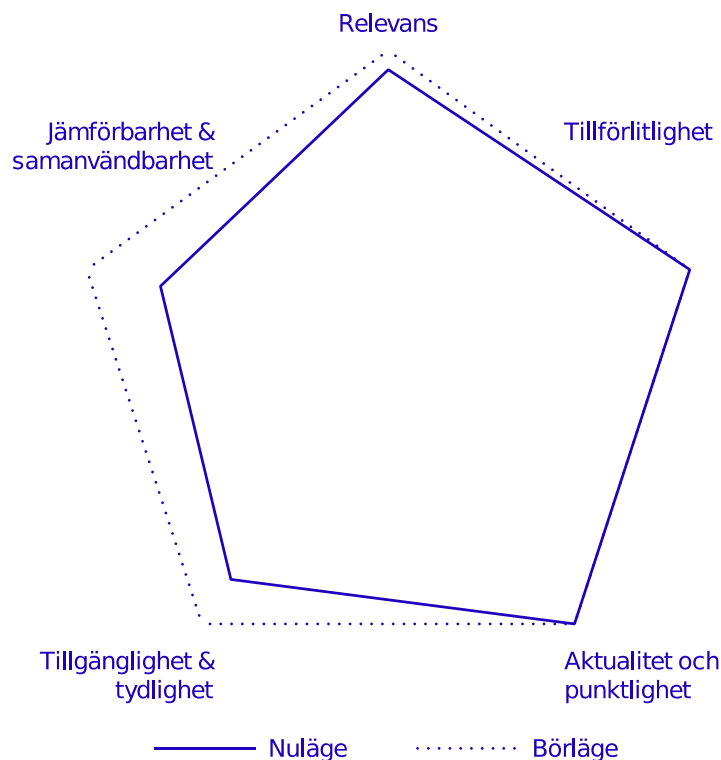 Relevans
Jämförbarhet &
samanvändbarhet
Tillförlitlighet
Tillgänglighet &
tydlighet
Aktualitet och
punktlighet
Nuläge
Börläge